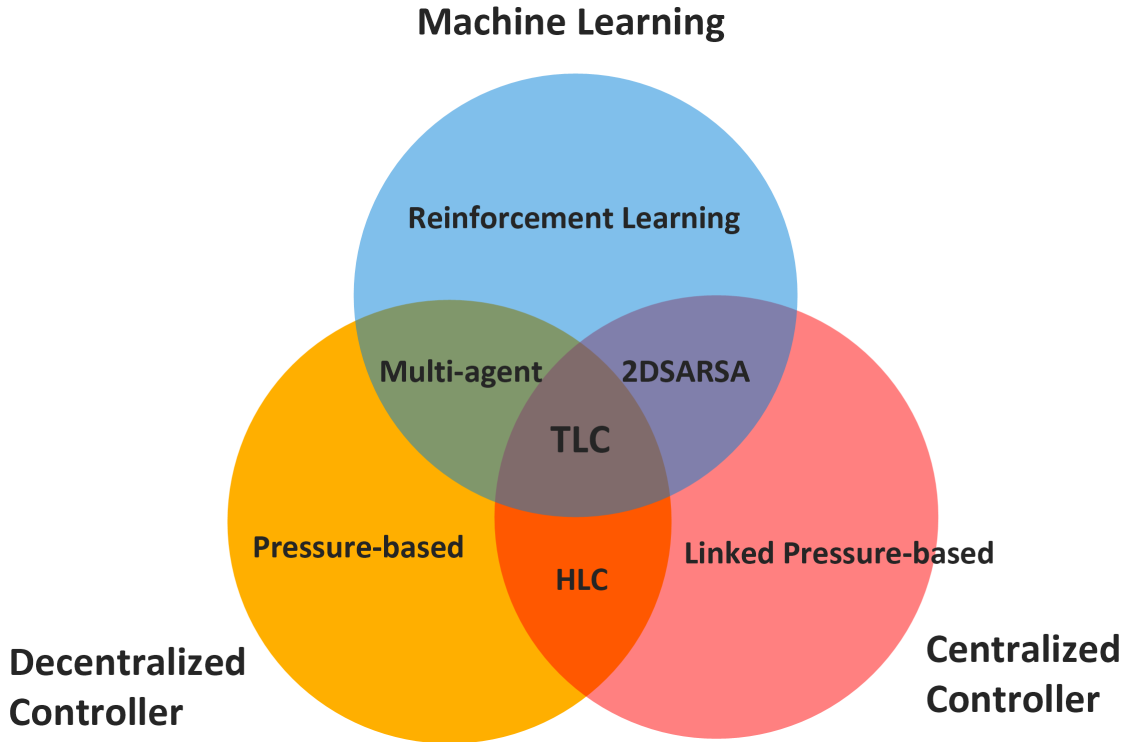 Machine Learning
Reinforcement Learning
Multi-agent
2DSARSA
TLC
Pressure-based
Linked Pressure-based
HLC
Decentralized
Controller
Centralized
Controller